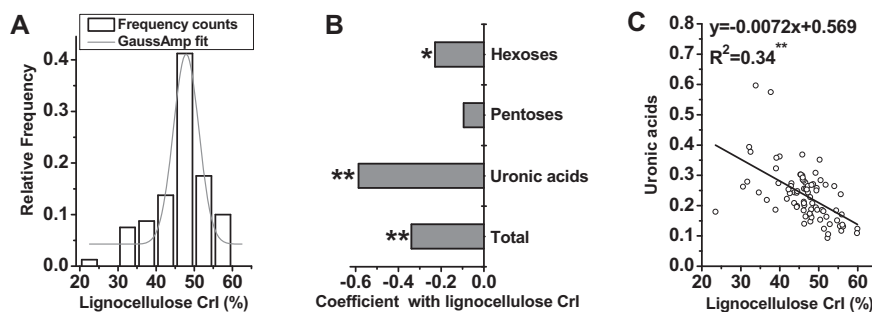 A
Frequency counts
GaussAmp fit
Relative Frequency
0.4
0.3
0.2
0.1
0.0
20 30 40 50 60
Lignocellulose CrI (%)
B
* Hexoses
Pentoses
** Uronic acids
** Total
-0.6 -0.4 -0.2 0.0
Coefficient with lignocellulose CrI
C
y=-0.0072x+0.569
R²=0.34**
Uronic acids
0.8
0.7
0.6
0.5
0.4
0.3
0.2
0.1
0.0
20 30 40 50 60
Lignocellulose CrI (%)